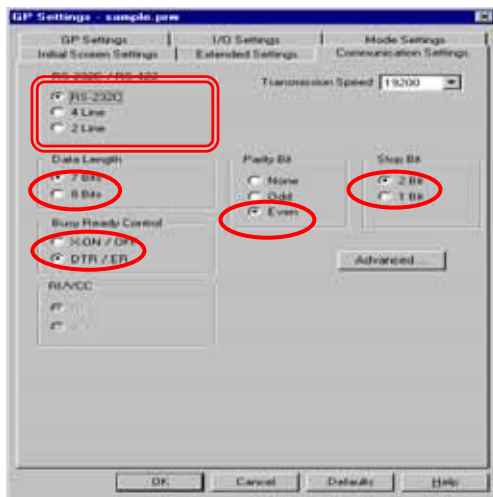 GP Settings - sample.prw
GP Settings
I/O Settings
Mode Settings
Initial Screen Settings
Extended Settings
Communication Settings
RS-232C / RS-422
RS-232C
4 Line
2 Line
Transmission Speed
19200
Data Length
7 Bits
8 Bits
Parity Bit
None
Odd
Even
Stop Bit
2 Bit
1 Bit
Busy Ready Control
XON / OFF
DTR / ER
Advanced ...
RI/VCC
OK
Cancel
Defaults
Help